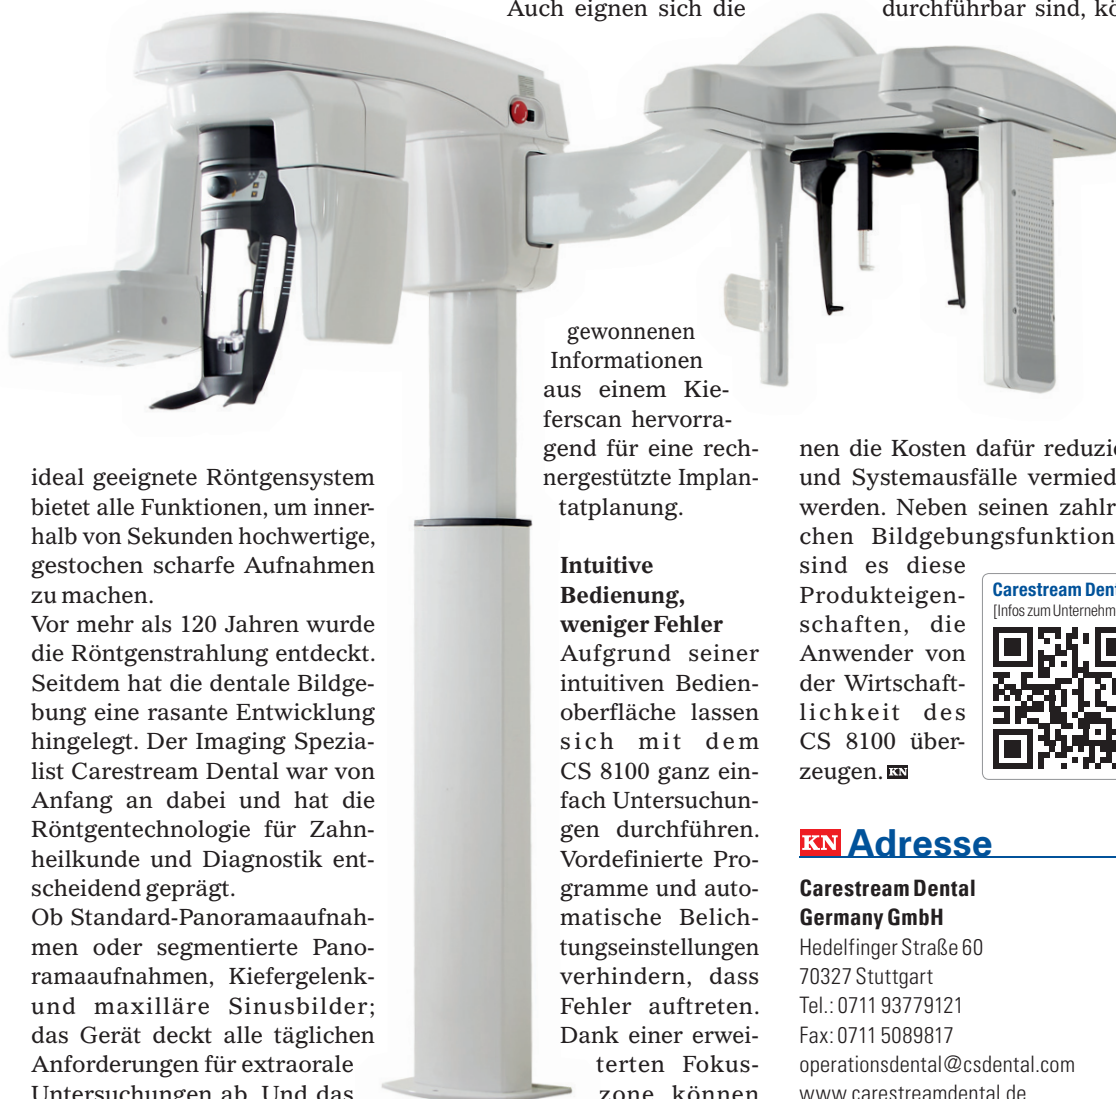 ideal geeignete Röntgensystem
bietet alle Funktionen, um inner-
halb von Sekunden hochwertige,
gestochen scharfe Aufnahmen
zu machen.
Vor mehr als 120 Jahren wurde
die Röntgenstrahlung entdeckt.
Seitdem hat die dentale Bildge-
bung eine rasante Entwicklung
hingelegt. Der Imaging Spezia-
list Carestream Dental war von
Anfang an dabei und hat die
Röntgentechnologie für Zahn-
heilkunde und Diagnostik ent-
scheidend geprägt.
Ob Standard-Panoramaaufnah-
men oder segmentierte Pano-
ramaaufnahmen, Kiefergelenk-
und maxilläre Sinusbilder;
das Gerät deckt alle täglichen
Anforderungen für extraorale
Untersuchungen ab. Und das
Auch eignen sich die
gewonnenen
Informationen
aus einem Kie-
ferscan hervorra-
gend für eine rech-
nergestützte Implan-
tatplanung.
Intuitive
Bedienung,
weniger Fehler
Aufgrund seiner
intuitiven Bedien-
oberfläche lassen
sich mit dem
CS 8100 ganz ein-
fach Untersuchun-
gen durchführen.
Vordefinierte Pro-
gramme und auto-
matische Belich-
tungseinstellungen
verhindern, dass
Fehler auftreten.
Dank einer erwei-
terten Fokus-
zone können
durchführbar sind, kö
nen die Kosten dafür reduzie
und Systemausfälle vermied
werden. Neben seinen zahlr
chen Bildgebungsfunktion
sind es diese
Produkteigen-
schaften, die
Anwender von
der Wirtschaft-
lichkeit des
CS 8100 über-
zeugen. KN
Carestream Dent
[Infos zum Unternehm
KN Adresse
Carestream Dental
Germany GmbH
Hedelfinger Straße 60
70327 Stuttgart
Tel.: 0711 93779121
Fax: 0711 5089817
operationsdental@csdental.com
www.carestreamdental.de